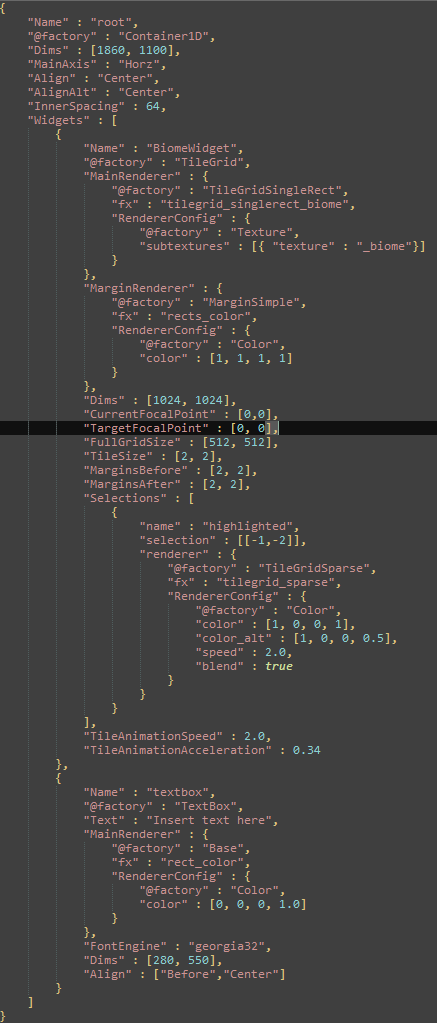 {
"Name" : "root",
"@factory" : "Container1D",
"Dims" : [1860, 1100],
"MainAxis" : "Horz",
"Align" : "Center",
"AlignAlt" : "Center",
"InnerSpacing" : 64,
"Widgets" : [
{
"Name" : "BiomeWidget",
"@factory" : "TileGrid",
"MainRenderer" : {
"@factory" : "TileGridSingleRect",
"fx" : "tilegrid_singlerect_biome",
"RendererConfig" : {
"@factory" : "Texture",
"subtextures" : [{ "texture" : "_biome"}]
}
},
"MarginRenderer" : {
"@factory" : "MarginSimple",
"fx" : "rects_color",
"RendererConfig" : {
"@factory" : "Color",
"color" : [1, 1, 1, 1]
}
},
"Dims" : [1024, 1024],
"CurrentFocalPoint" : [0,0],
"TargetFocalPoint" : [0, 0],
"FullGridSize" : [512, 512],
"TileSize" : [2, 2],
"MarginsBefore" : [2, 2],
"MarginsAfter" : [2, 2],
"Selections" : [
{
"name" : "highlighted",
"selection" : [[-1,-2]],
"renderer" : {
"@factory" : "TileGridSparse",
"fx" : "tilegrid_sparse",
"RendererConfig" : {
"@factory" : "Color",
"color" : [1, 0, 0, 1],
"color_alt" : [1, 0, 0, 0.5],
"speed" : 2.0,
"blend" : true
}
}
}
],
"TileAnimationSpeed" : 2.0,
"TileAnimationAcceleration" : 0.34
},
{
"Name" : "textbox",
"@factory" : "TextBox",
"Text" : "Insert text here",
"MainRenderer" : {
"@factory" : "Base",
"fx" : "rect_color",
"RendererConfig" : {
"@factory" : "Color",
"color" : [0, 0, 0, 1.0]
}
},
"FontEngine" : "georgia32",
"Dims" : [280, 550],
"Align" : ["Before","Center"]
}
]
}